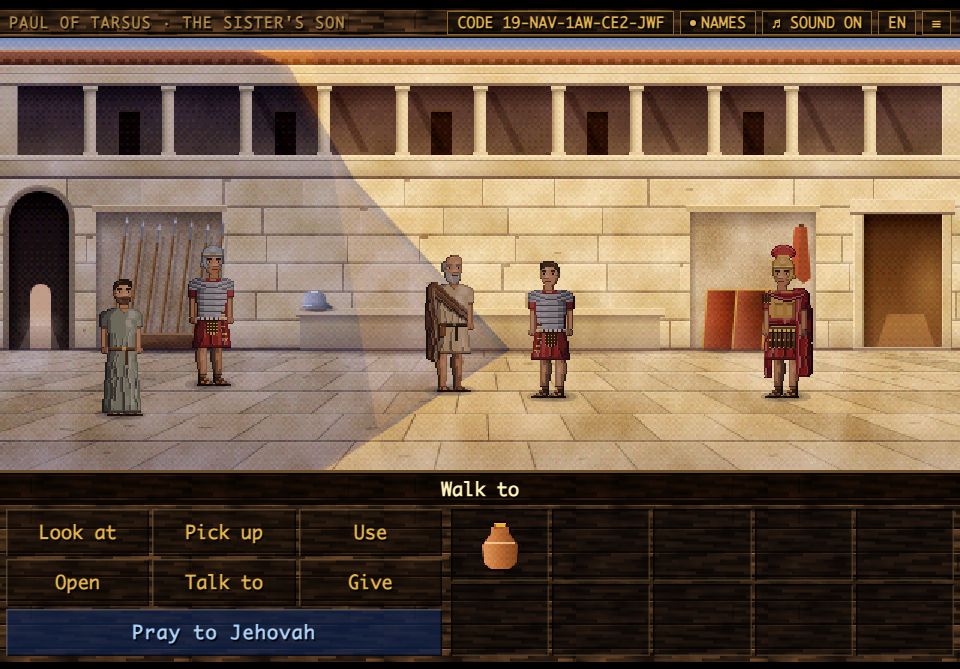 PAUL OF TARSUS · THE SISTER'S SON
CODE 19-NAV-1AW-CE2-JWF
• NAMES
♬ SOUND ON
EN
≡
Walk to
Look at
Pick up
Use
Open
Talk to
Give
Pray to Jehovah